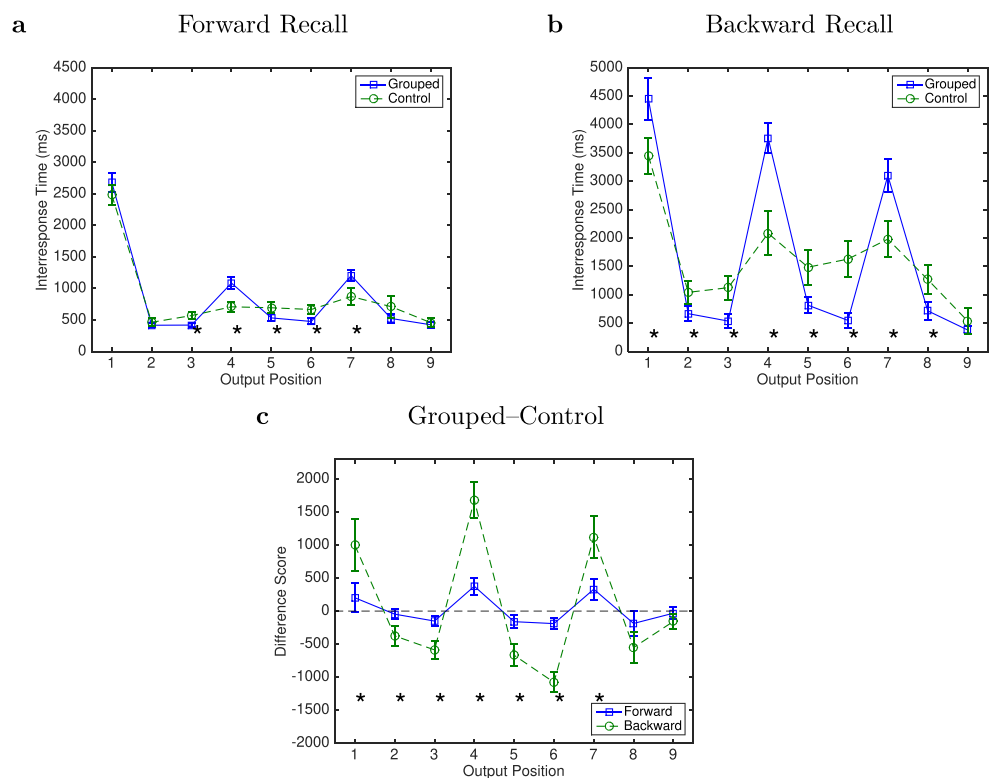 a Forward Recall
4500
4000
3500
3000
2500
2000
1500
1000
500
0
Interresponse Time (ms)
Grouped
Control
* * * * *
1 2 3 4 5 6 7 8 9
Output Position
b Backward Recall
5000
4500
4000
3500
3000
2500
2000
1500
1000
500
0
Interresponse Time (ms)
Grouped
Control
* * * * * * * *
1 2 3 4 5 6 7 8 9
Output Position
c Grouped–Control
2000
1500
1000
500
0
-500
-1000
-1500
-2000
Difference Score
* * * * * * *
Forward
Backward
1 2 3 4 5 6 7 8 9
Output Position